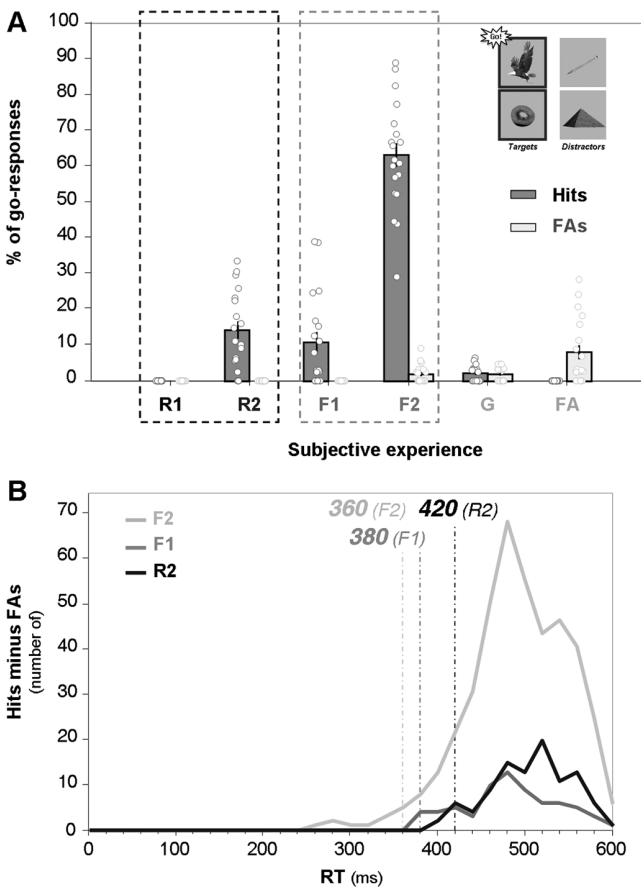 A
100
90
80
70
60
50
40
30
20
10
0
% of go-responses
Go!
Targets
Distractors
Hits
FAs
R1
R2
F1
F2
G
FA
Subjective experience
B
70
60
50
40
30
20
10
0
Hits minus FAs
(number of)
F2
F1
R2
360 (F2)
420 (R2)
380 (F1)
0
100
200
300
400
500
600
RT (ms)